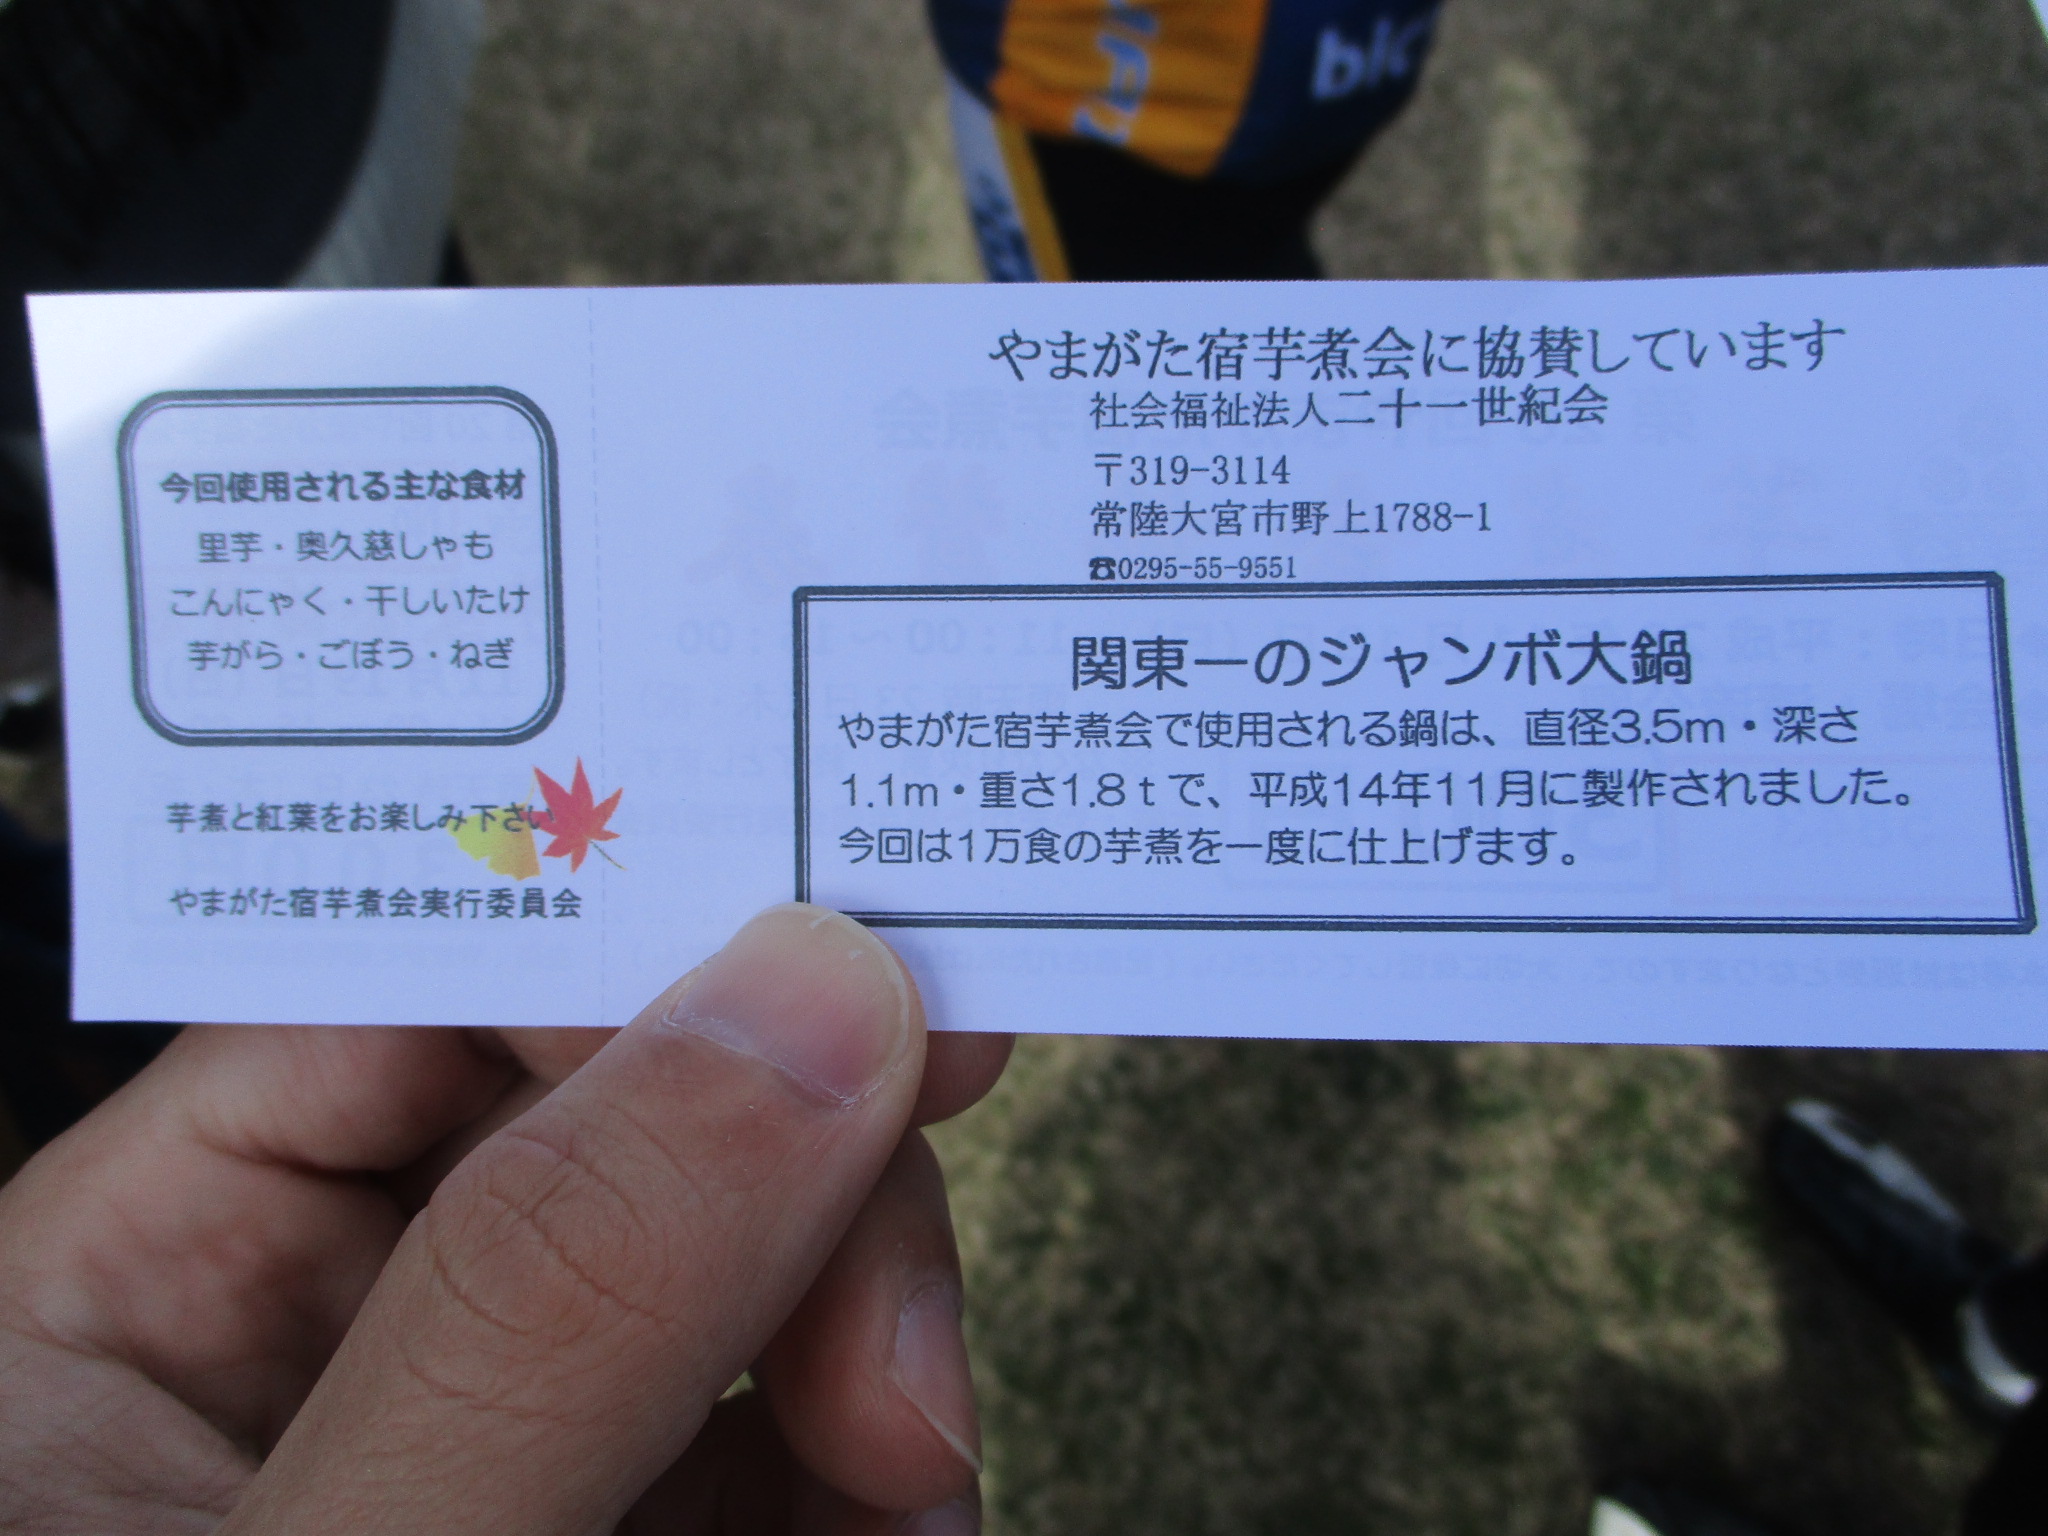 今回使用される主な食材
里芋・奥久慈しゃも
こんにゃく・干しいたけ
芋がら・ごぼう・ねぎ
芋煮と紅葉をお楽しみ下さい
やまがた宿芋煮会実行委員会
やまがた宿芋煮会に協賛しています
社会福祉法人二十一世紀会
〒319-3114
常陸大宮市野上1788-1
☎0295-55-9551
関東一のジャンボ大鍋
やまがた宿芋煮会で使用される鍋は、直径3.5m・深さ
1.1m・重さ1.8tで、平成14年11月に製作されました。
今回は1万食の芋煮を一度に仕上げます。